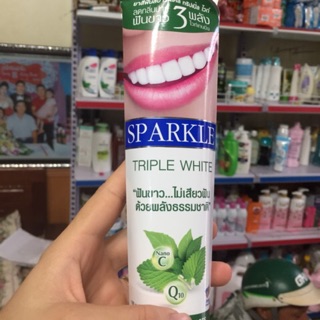 ฟันขาว 3 พลัง
SPARKLE
TRIPLE WHITE
"ฟันขาว...ไม่เสียวฟัน
ด้วยพลังธรรมชาติ"
Nano
C
Q10